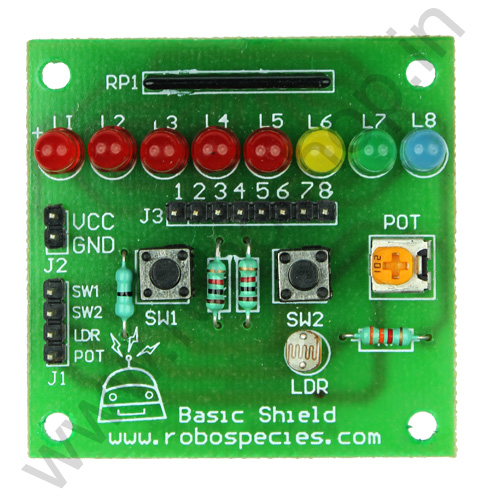 RP1
+ L1 L2 L3 L4 L5 L6 L7 L8
1 2 3 4 5 6 7 8
J3
VCC
GND
J2
POT
SW1
SW2
LDR
POT
J1
SW1
SW2
LDR
Basic Shield
www.robospecies.com